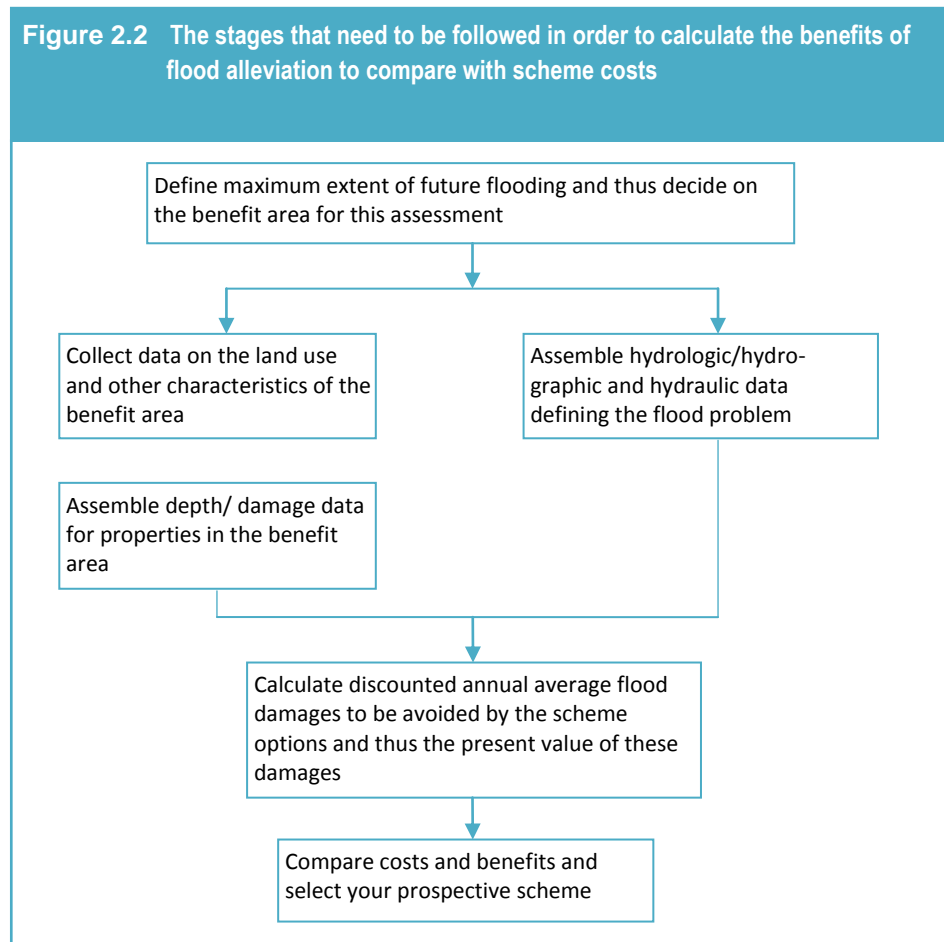 Figure 2.2 The stages that need to be followed in order to calculate the benefits of
flood alleviation to compare with scheme costs
Define maximum extent of future flooding and thus decide on
the benefit area for this assessment
Collect data on the land use
and other characteristics of the
benefit area
Assemble hydrologic/hydro-
graphic and hydraulic data
defining the flood problem
Assemble depth/ damage data
for properties in the benefit
area
Calculate discounted annual average flood
damages to be avoided by the scheme
options and thus the present value of these
damages
Compare costs and benefits and
select your prospective scheme